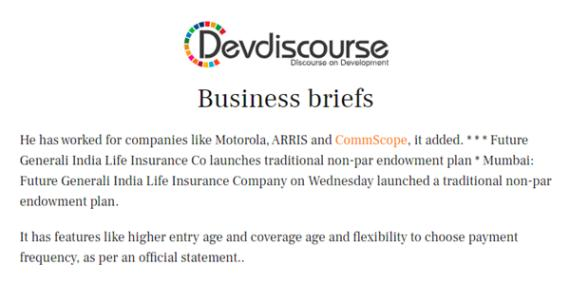 Devdiscourse
Discourse on Development
Business briefs
He has worked for companies like Motorola, ARRIS and CommScope, it added. * * * Future
Generali India Life Insurance Co launches traditional non-par endowment plan * Mumbai:
Future Generali India Life Insurance Company on Wednesday launched a traditional non-par
endowment plan.
It has features like higher entry age and coverage age and flexibility to choose payment
frequency, as per an official statement..